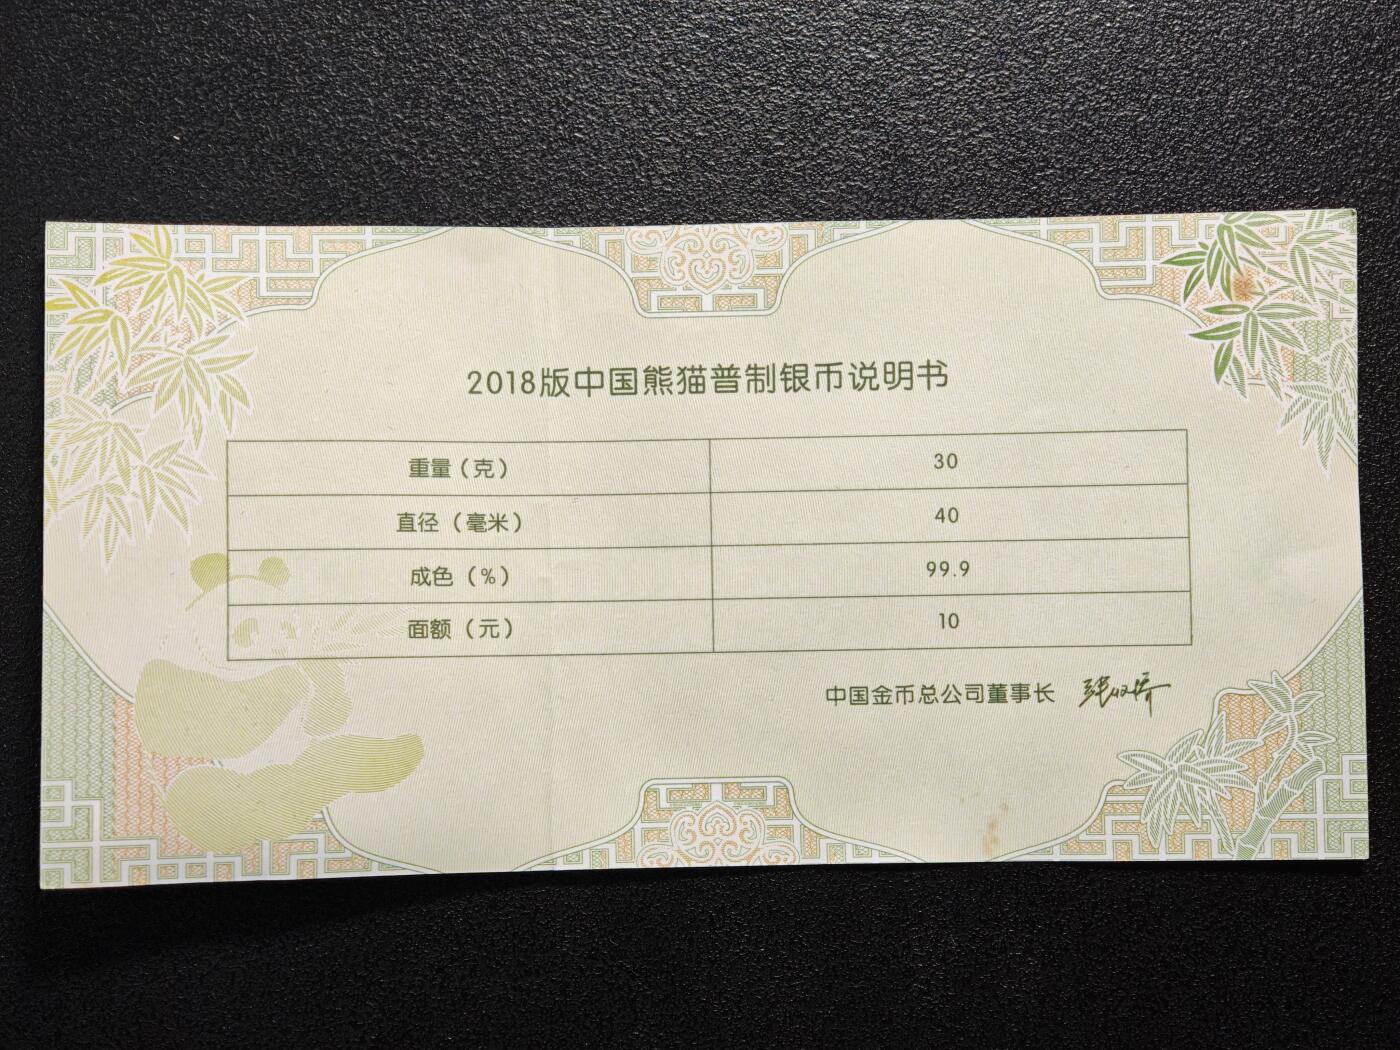 2018版中国熊猫普制银币说明书
重量（克） 30
直径（毫米） 40
成色（%） 99.9
面额（元） 10
中国金币总公司董事长